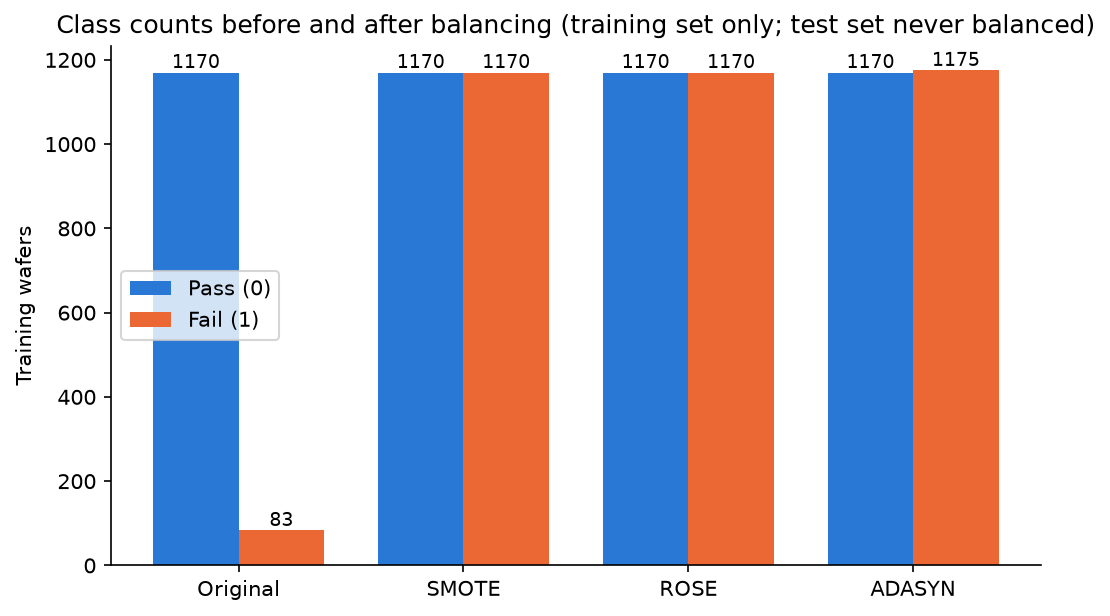 Class counts before and after balancing (training set only; test set never balanced)
1200
1000
800
600
400
200
0
Training wafers
1170
83
1170
1170
1170
1170
1170
1175
Pass (0)
Fail (1)
Original
SMOTE
ROSE
ADASYN